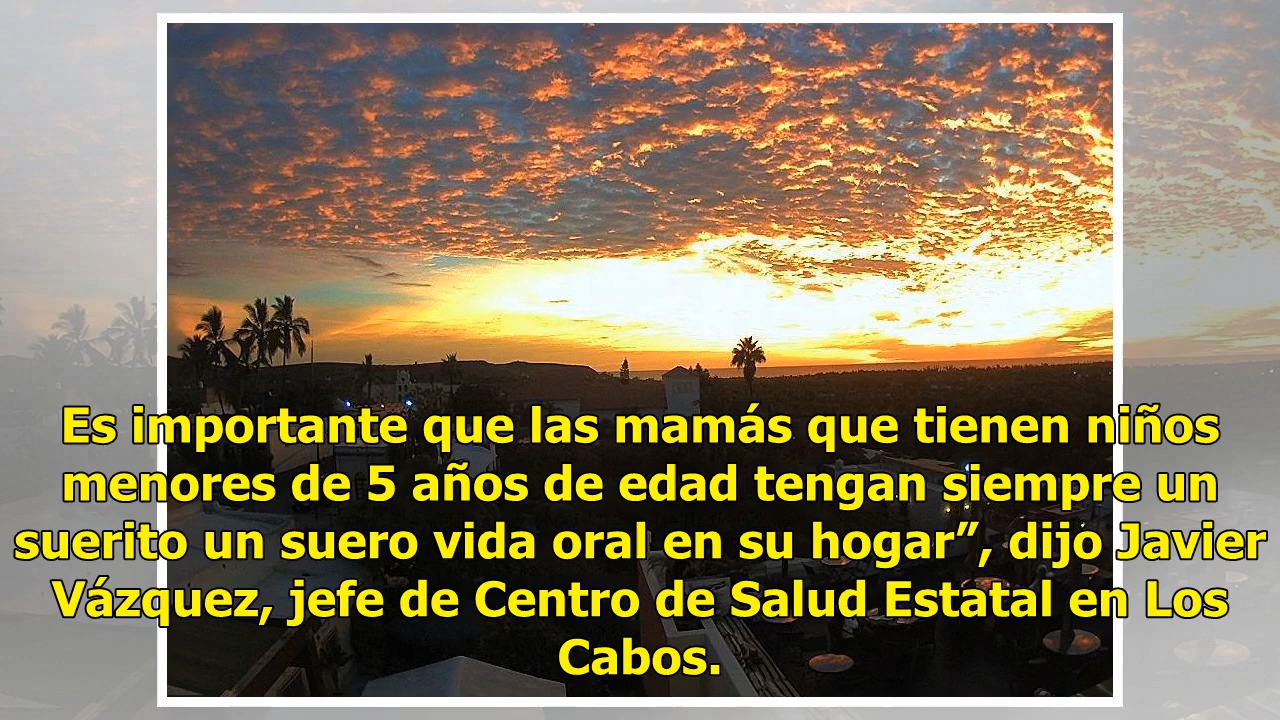 Es importante que las mamás que tienen niños
menores de 5 años de edad tengan siempre un
suerito un suero vida oral en su hogar”, dijo Javier
Vázquez, jefe de Centro de Salud Estatal en Los
Cabos.